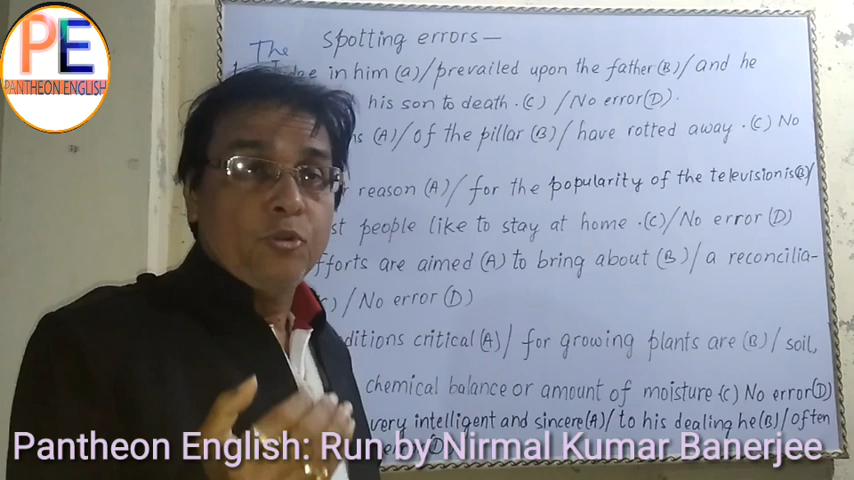 PE
PANTHEON ENGLISH
The Spotting errors—
in him (a)/prevailed upon the father (B)/and he
his son to death .(C) /No error(D).
(A)/of the pillar (B)/have rotted away .(C) No
reason (A)/for the popularity of the television is(B)/
people like to stay at home .(C)/No error (D)
efforts are aimed (A) to bring about (B)/a reconcilia-
/No error (D)
critical (A)/for growing plants are (B)/soil,
chemical balance or amount of moisture (C) No error(D)
very intelligent and sincere(A)/to his dealing he(B)/often
Pantheon English: Run by Nirmal Kumar Banerjee